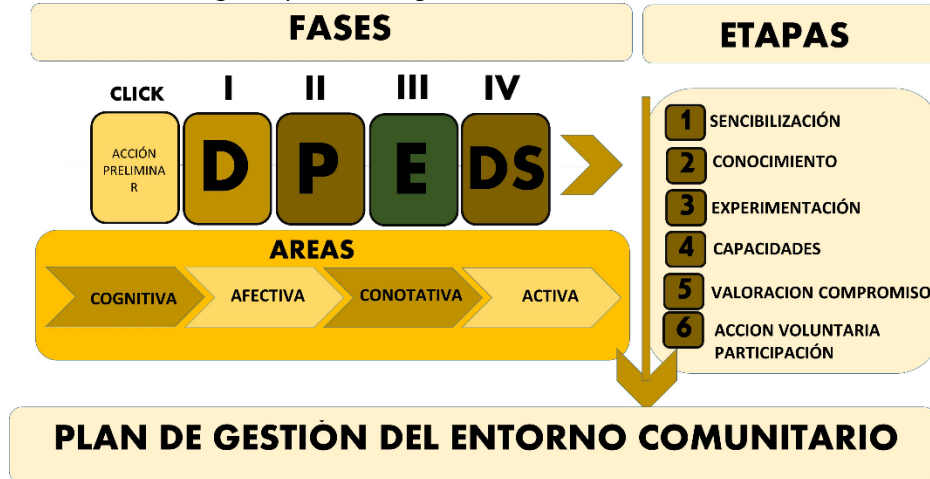 FASES
ETAPAS
CLICK
I
II
III
IV
ACCIÓN
PRELIMINA
R
D
P
E
DS
AREAS
COGNITIVA
AFECTIVA
CONOTATIVA
ACTIVA
1 SENCIBILIZACIÓN
2 CONOCIMIENTO
3 EXPERIMENTACIÓN
4 CAPACIDADES
5 VALORACION COMPROMISO
6 ACCION VOLUNTARIA
PARTICIPACIÓN
PLAN DE GESTIÓN DEL ENTORNO COMUNITARIO